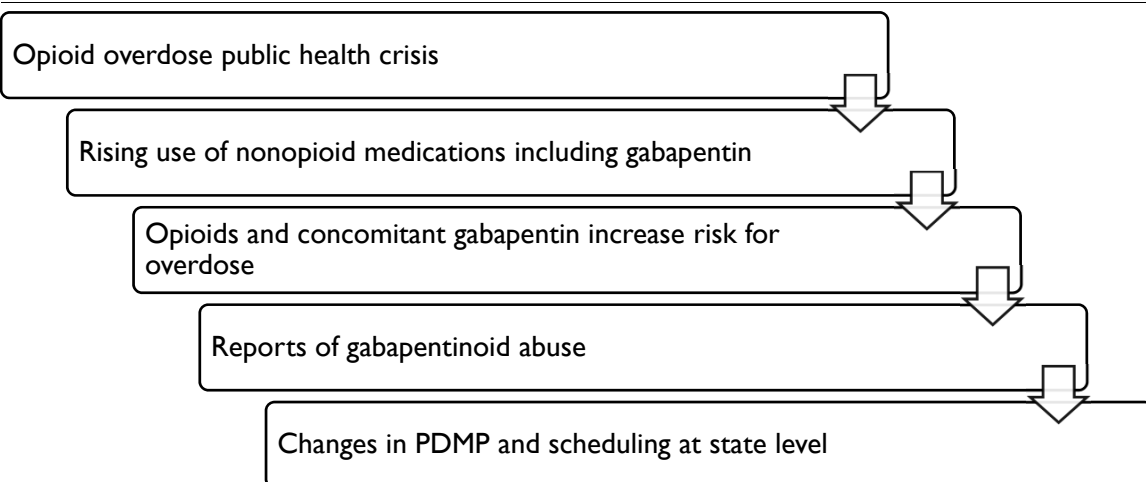 Opioid overdose public health crisis
Rising use of nonopioid medications including gabapentin
Opioids and concomitant gabapentin increase risk for
overdose
Reports of gabapentinoid abuse
Changes in PDMP and scheduling at state level